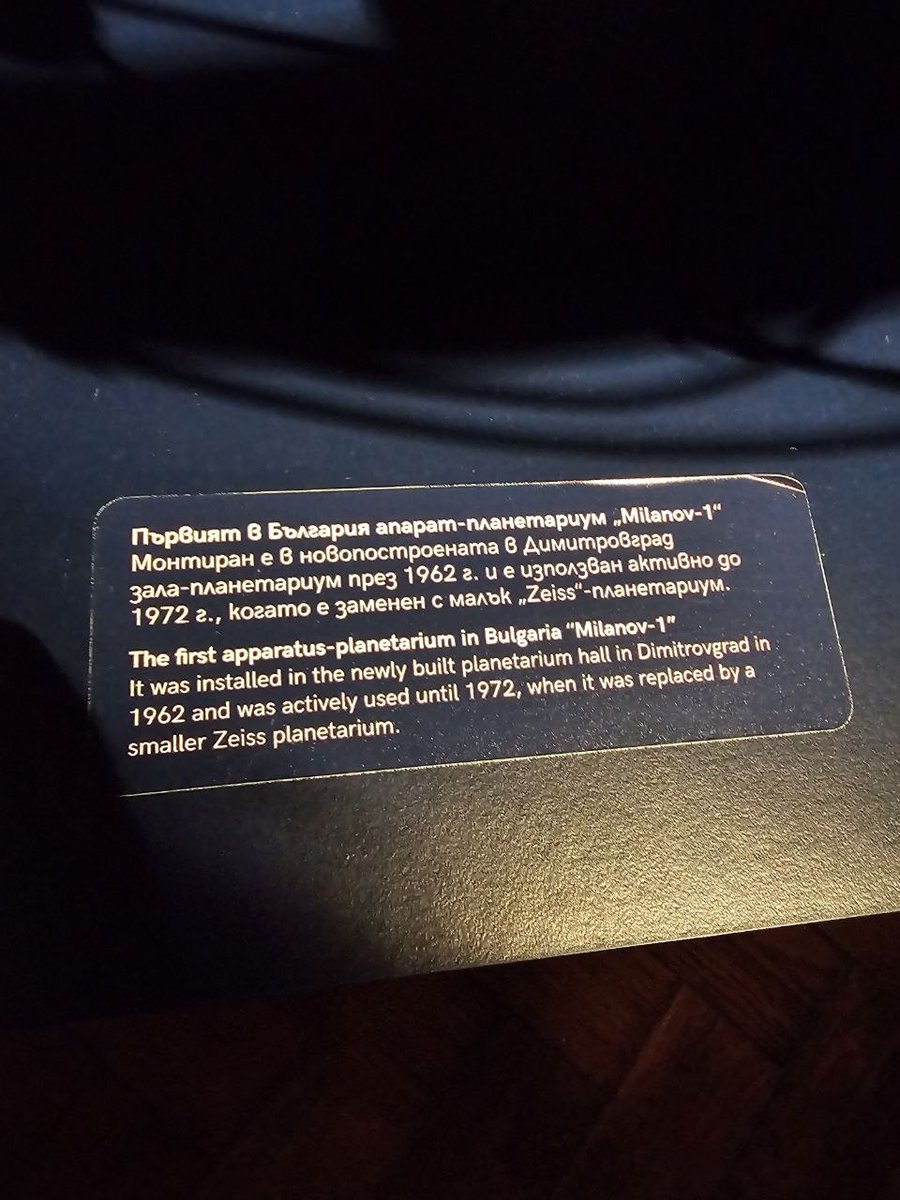 Първият в България апарат-планетариум „Milanov-1“
Монтиран е в новопостроената в Димитровград
зала-планетариум през 1962 г. и е използван активно до
1972 г., когато е заменен с малък „Zeiss“-планетариум.
The first apparatus-planetarium in Bulgaria “Milanov-1”
It was installed in the newly built planetarium hall in Dimitrovgrad in
1962 and was actively used until 1972, when it was replaced by a
smaller Zeiss planetarium.